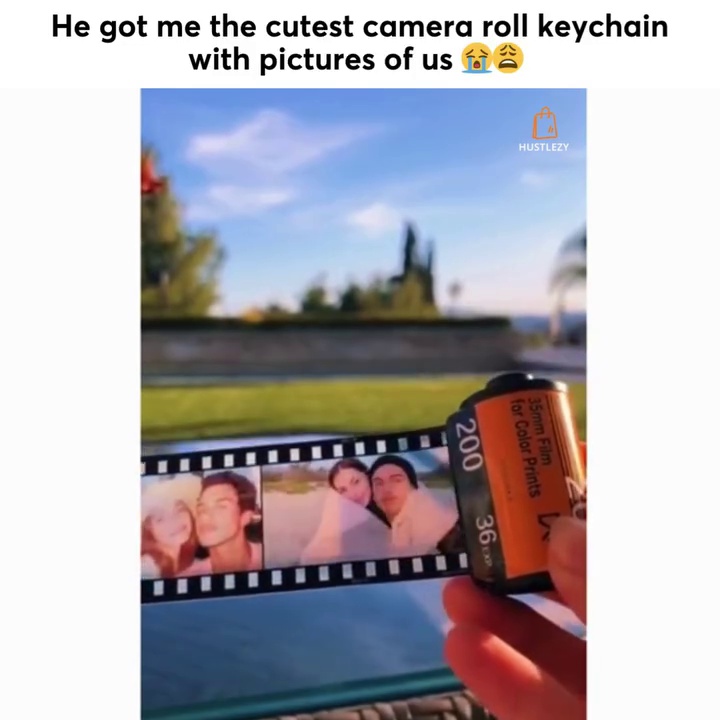 He got me the cutest camera roll keychain
with pictures of us 😭😩
HUSTLEZY
35mm Film
for Color Prints
200
36 EXP